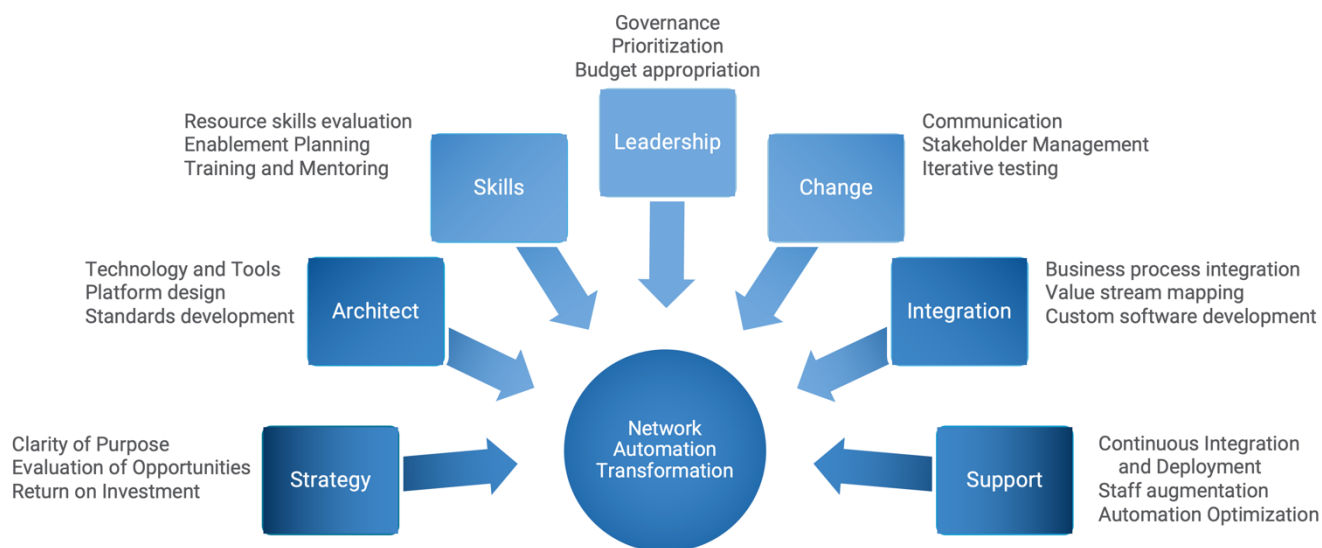 Governance
Prioritization
Budget appropriation
Leadership
Resource skills evaluation
Enablement Planning
Training and Mentoring
Skills
Communication
Stakeholder Management
Iterative testing
Change
Technology and Tools
Platform design
Standards development
Architect
Business process integration
Value stream mapping
Custom software development
Integration
Clarity of Purpose
Evaluation of Opportunities
Return on Investment
Strategy
Network
Automation
Transformation
Continuous Integration
and Deployment
Staff augmentation
Automation Optimization
Support